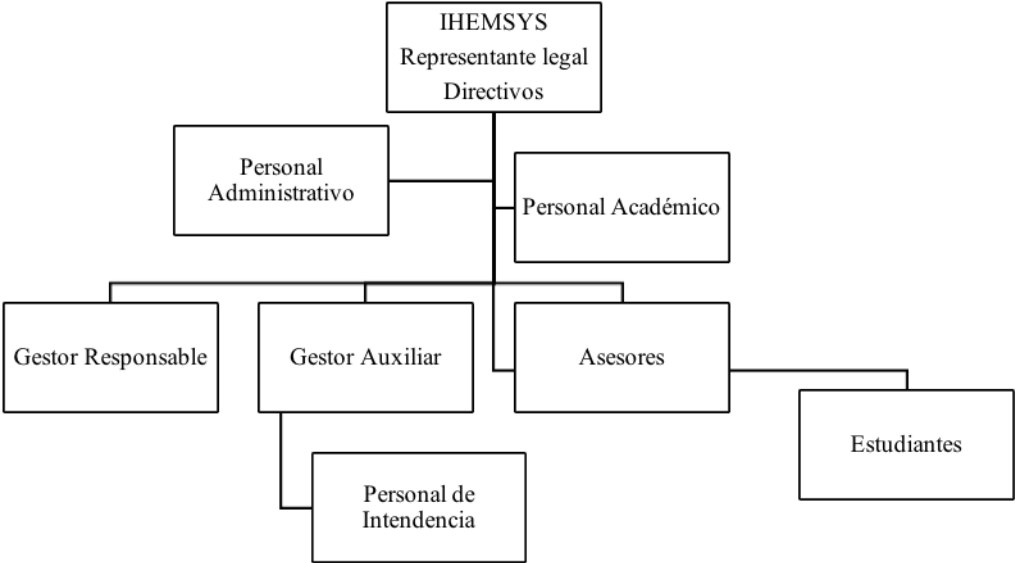 IHEMSYS
Representante legal
Directivos
Personal
Administrativo
Personal Académico
Gestor Responsable
Gestor Auxiliar
Asesores
Estudiantes
Personal de
Intendencia